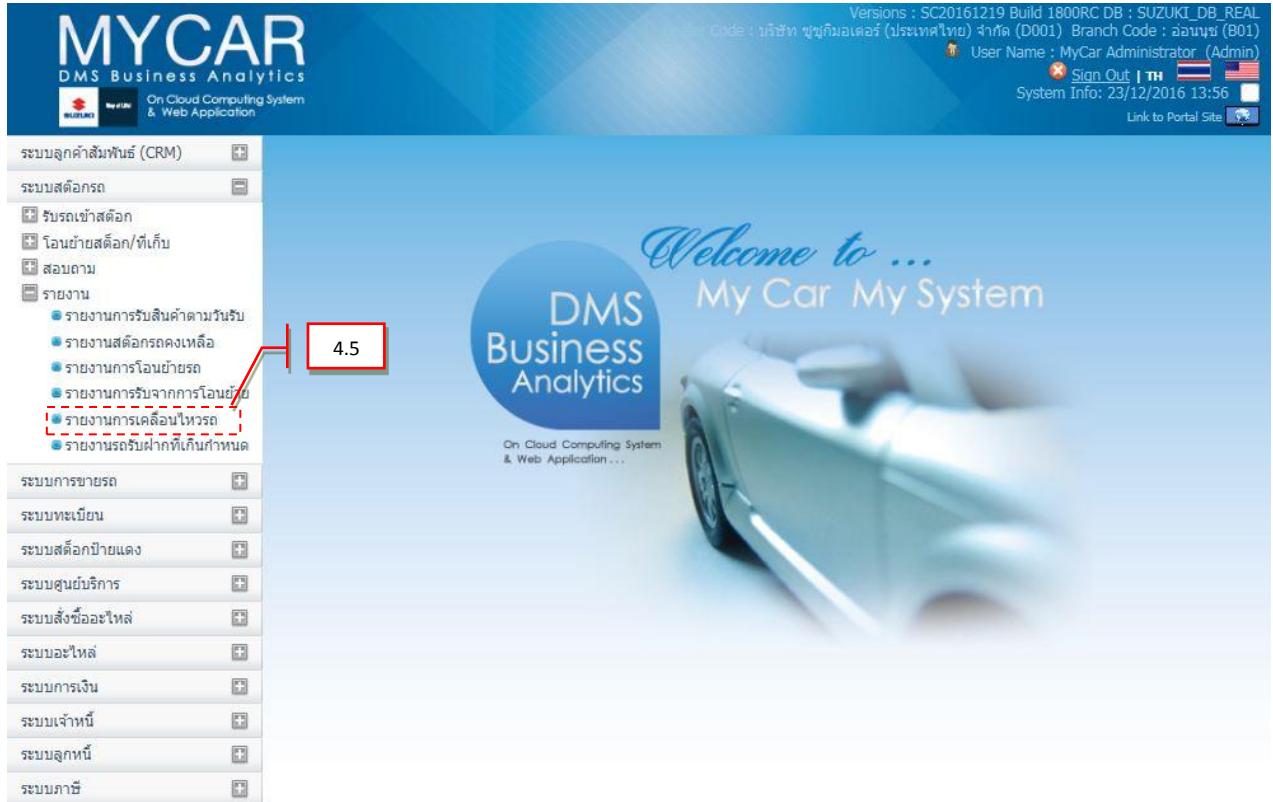 MYCAR
DMS Business Analytics
SUZUKI
Way of Life!
On Cloud Computing System
& Web Application
Versions : SC20161219 Build 1800RC DB : SUZUKI_DB_REAL
Code : บริษัท ซูซูกิมอเตอร์ (ประเทศไทย) จำกัด (D001) Branch Code : อ่อนนุช (B01)
User Name : MyCar Administrator (Admin)
Sign Out | TH
System Info: 23/12/2016 13:56
Link to Portal Site
ระบบลูกค้าสัมพันธ์ (CRM)
ระบบสต๊อกรถ
รับรถเข้าสต๊อก
โอนย้ายสต็อก/ที่เก็บ
สอบถาม
รายงาน
รายงานการรับสินค้าตามวันรับ
รายงานสต๊อกรถคงเหลือ
รายงานการโอนย้ายรถ
รายงานการรับจากการโอนย้าย
รายงานการเคลื่อนไหวรถ
รายงานรถรับฝากที่เกินกำหนด
4.5
ระบบการขายรถ
ระบบทะเบียน
ระบบสต็อกป้ายแดง
ระบบศูนย์บริการ
ระบบสั่งซื้ออะไหล่
ระบบอะไหล่
ระบบการเงิน
ระบบเจ้าหนี้
ระบบลูกหนี้
ระบบภาษี
Welcome to ...
My Car My System
DMS
Business
Analytics
On Cloud Computing System
& Web Application . . .